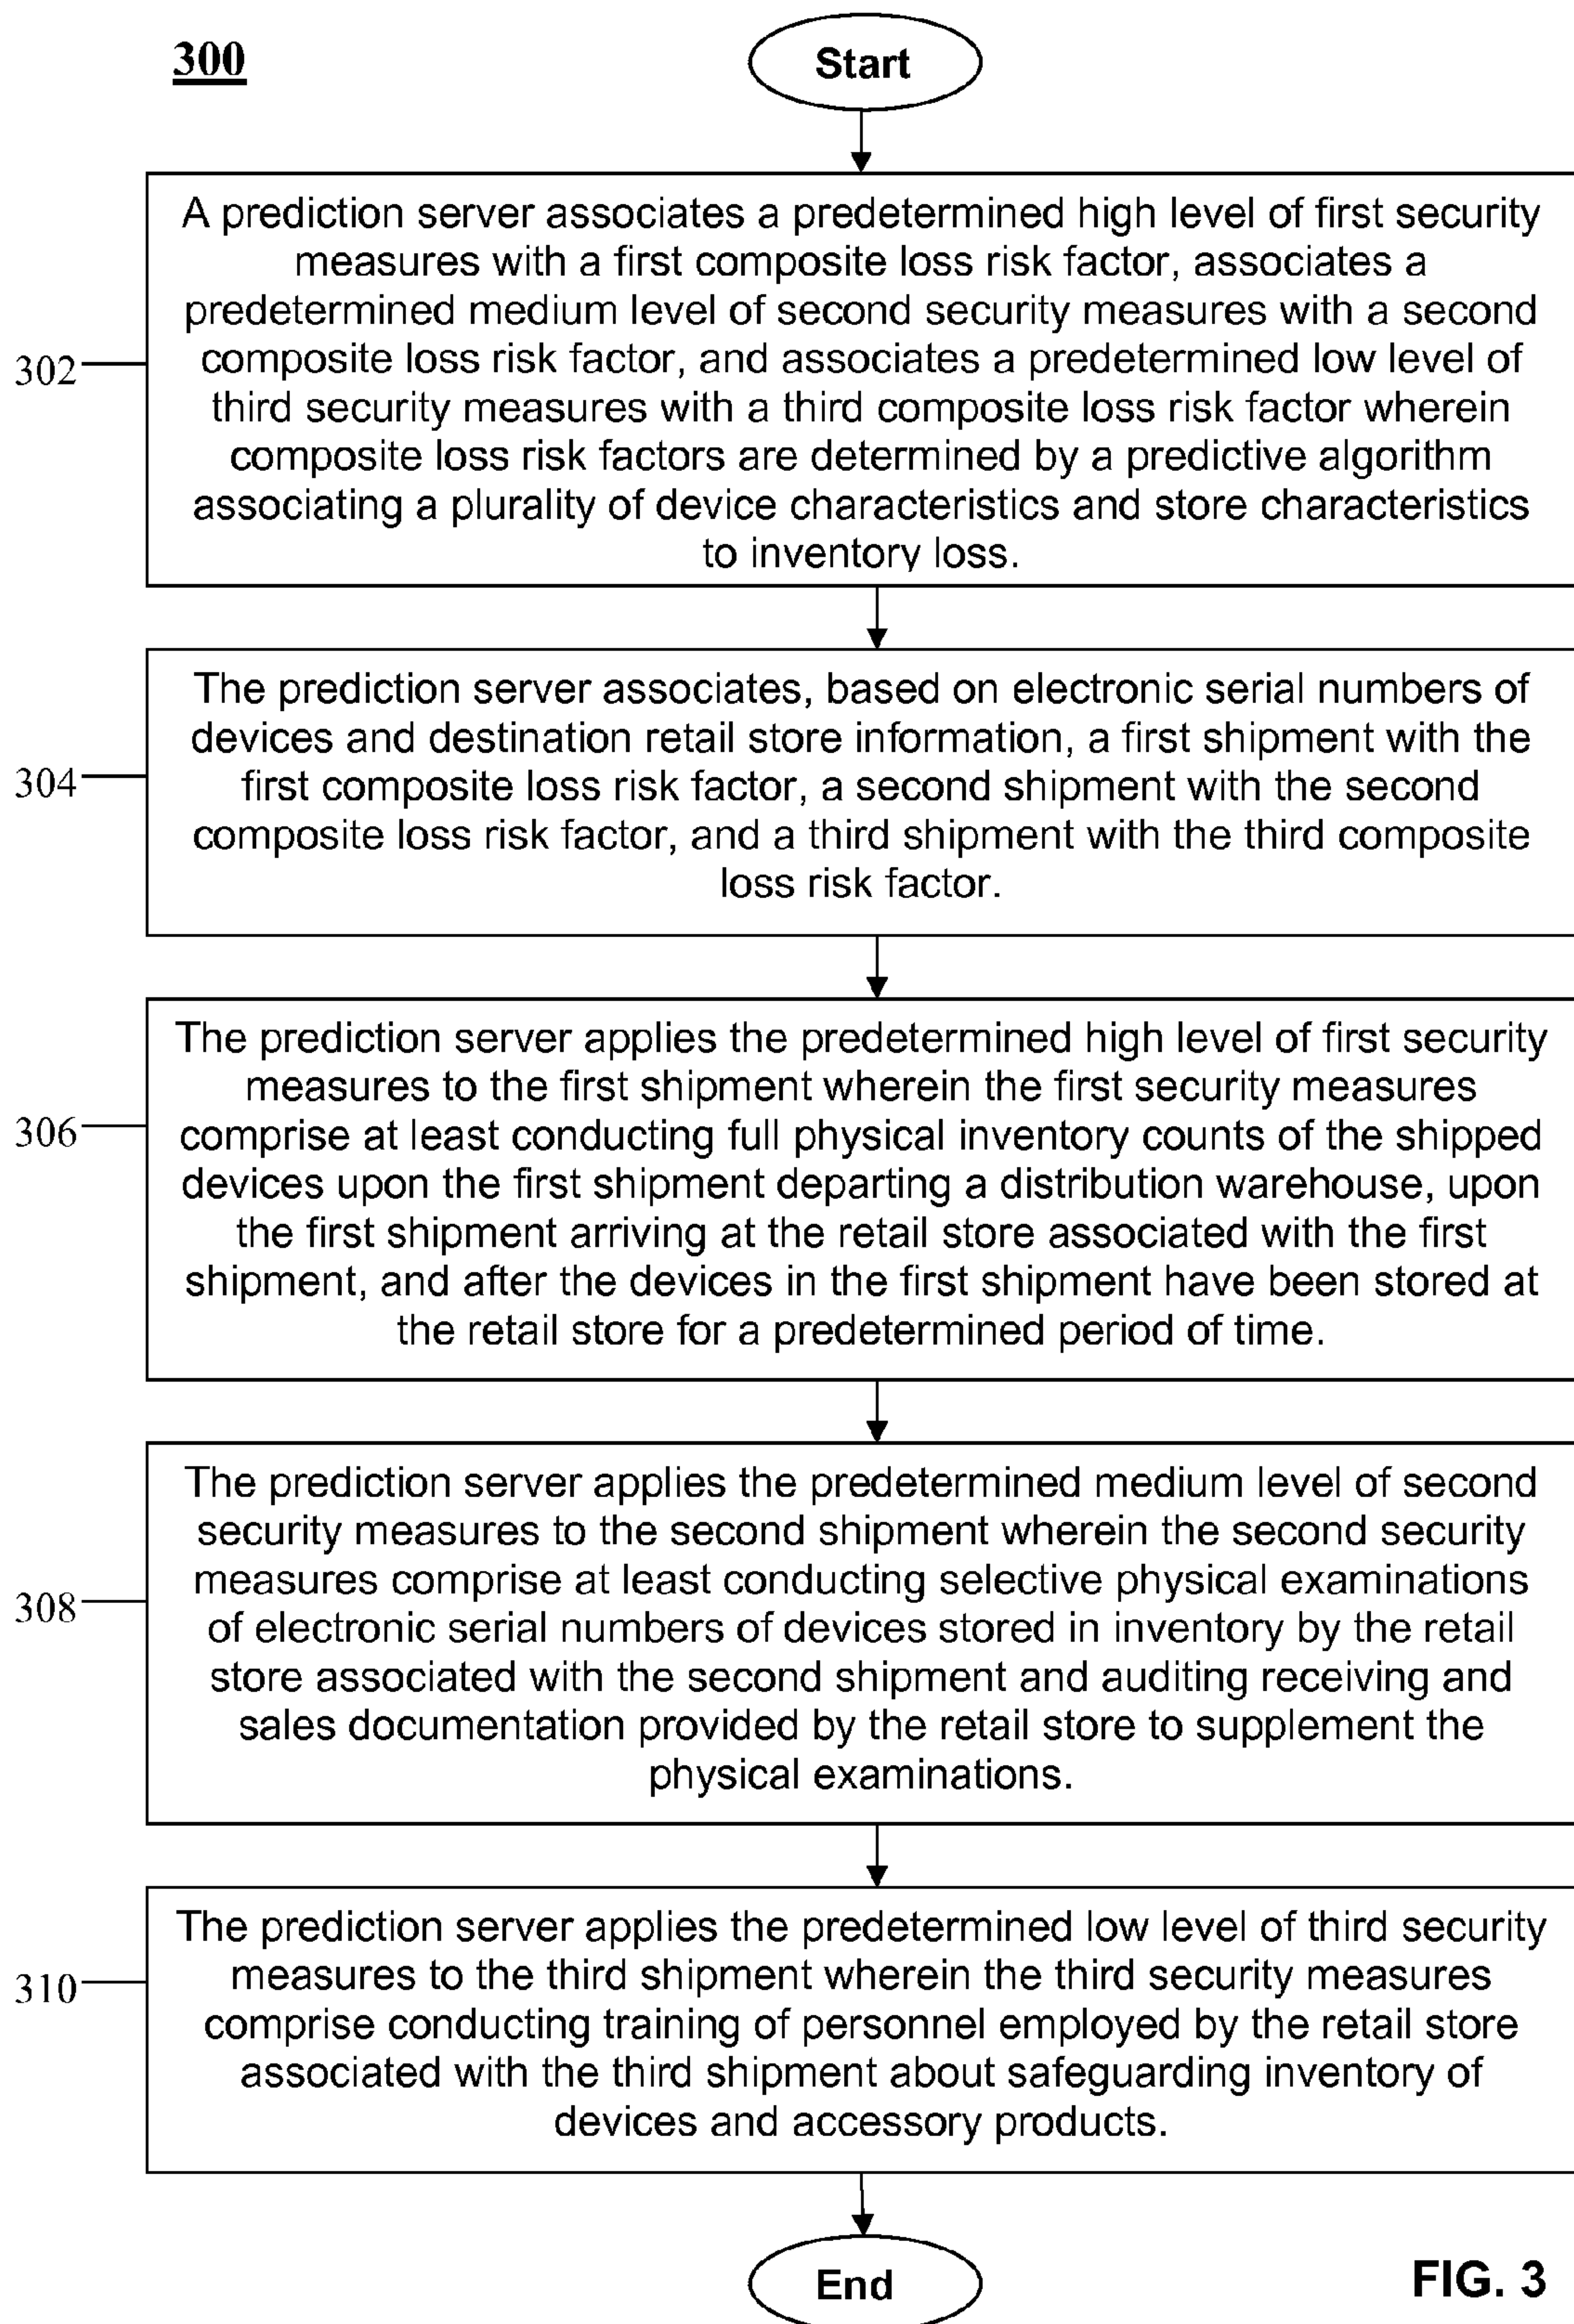 300
Start
A prediction server associates a predetermined high level of first security
measures with a first composite loss risk factor, associates a
predetermined medium level of second security measures with a second
composite loss risk factor, and associates a predetermined low level of
third security measures with a third composite loss risk factor wherein
composite loss risk factors are determined by a predictive algorithm
associating a plurality of device characteristics and store characteristics
to inventory loss.
302
The prediction server associates, based on electronic serial numbers of
devices and destination retail store information, a first shipment with the
first composite loss risk factor, a second shipment with the second
composite loss risk factor, and a third shipment with the third composite
loss risk factor.
304
The prediction server applies the predetermined high level of first security
measures to the first shipment wherein the first security measures
comprise at least conducting full physical inventory counts of the shipped
devices upon the first shipment departing a distribution warehouse, upon
the first shipment arriving at the retail store associated with the first
shipment, and after the devices in the first shipment have been stored at
the retail store for a predetermined period of time.
306
The prediction server applies the predetermined medium level of second
security measures to the second shipment wherein the second security
measures comprise at least conducting selective physical examinations
of electronic serial numbers of devices stored in inventory by the retail
store associated with the second shipment and auditing receiving and
sales documentation provided by the retail store to supplement the
physical examinations.
308
The prediction server applies the predetermined low level of third security
measures to the third shipment wherein the third security measures
comprise conducting training of personnel employed by the retail store
associated with the third shipment about safeguarding inventory of
devices and accessory products.
310
End
FIG. 3